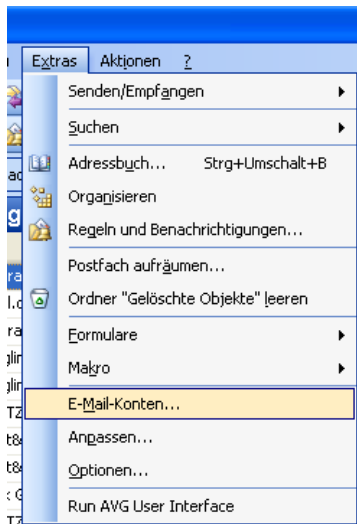 Extras Aktionen ?
Senden/Empfangen
Suchen
Adressbuch... Strg+Umschalt+B
Organisieren
Regeln und Benachrichtigungen...
Postfach aufräumen...
Ordner "Gelöschte Objekte" leeren
Formulare
Makro
E-Mail-Konten...
Anpassen...
Optionen...
Run AVG User Interface